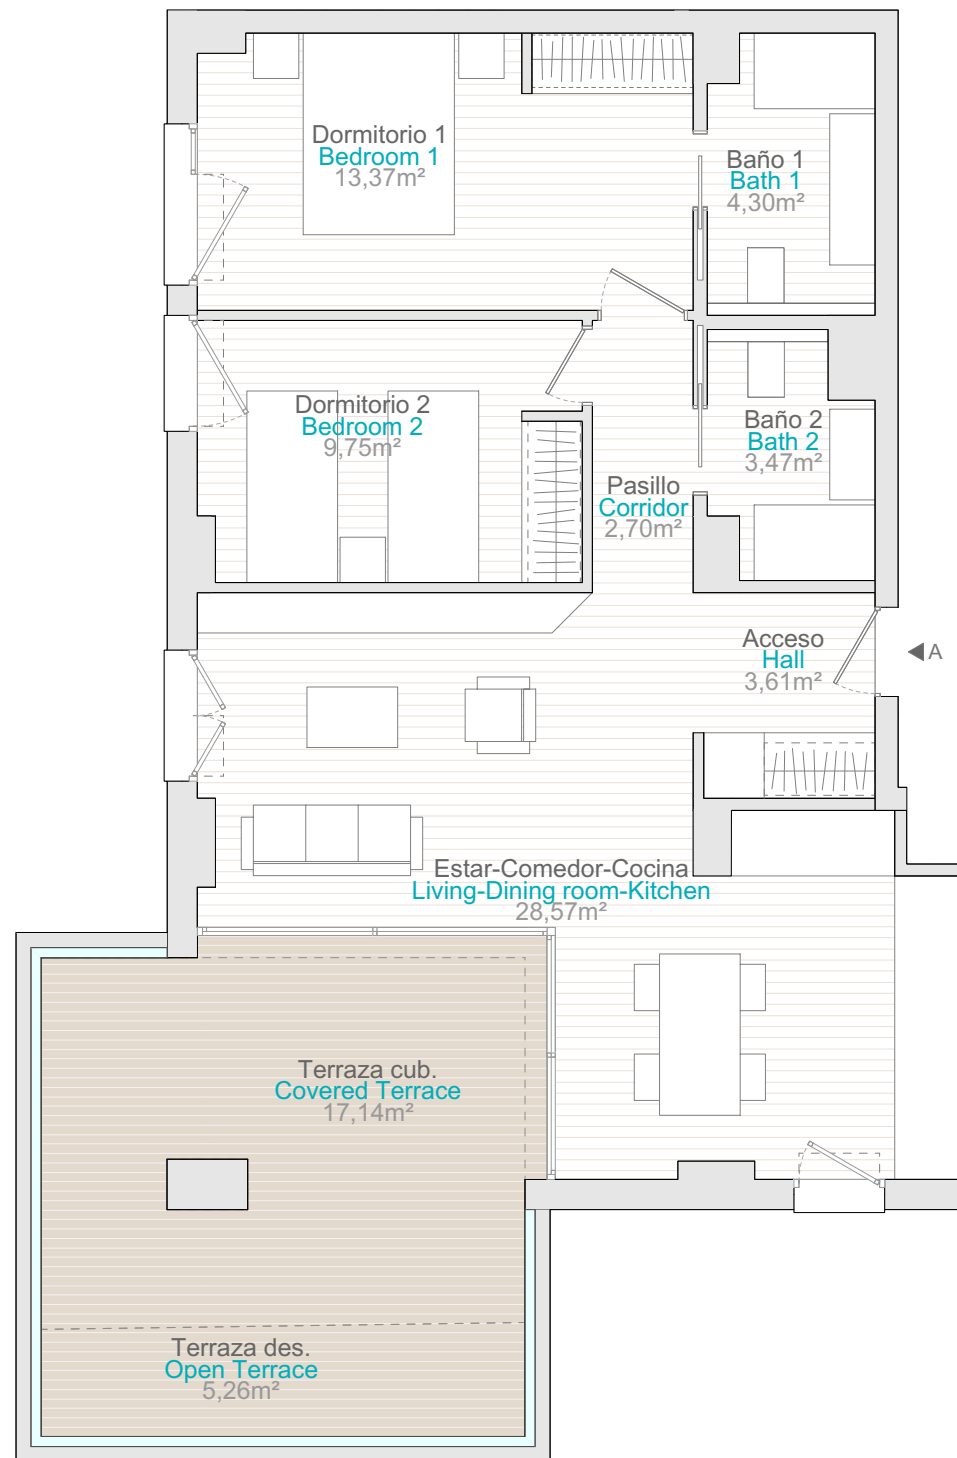 Dormitorio 1
Bedroom 1
13,37m²
Baño 1
Bath 1
4,30m²
Dormitorio 2
Bedroom 2
9,75m²
Baño 2
Bath 2
3,47m²
Pasillo
Corridor
2,70m²
Acceso
Hall
3,61m²
A
Estar-Comedor-Cocina
Living-Dining room-Kitchen
28,57m²
Terraza cub.
Covered Terrace
17,14m²
Terraza des.
Open Terrace
5,26m²